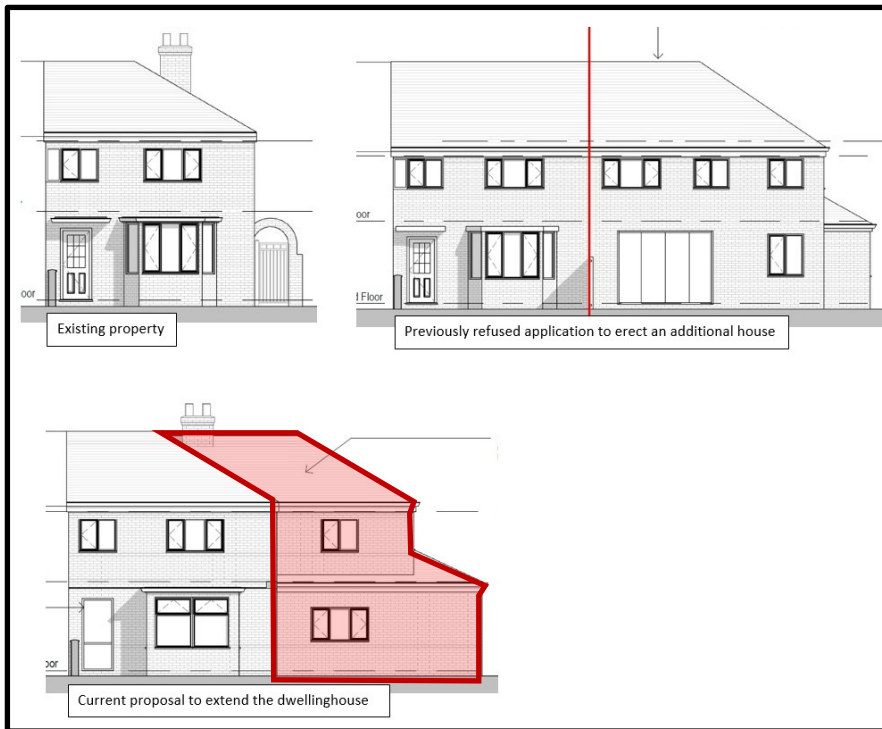 oor
Existing property
oor
d Floor
Previously refused application to erect an additional house
oor
Current proposal to extend the dwellinghouse